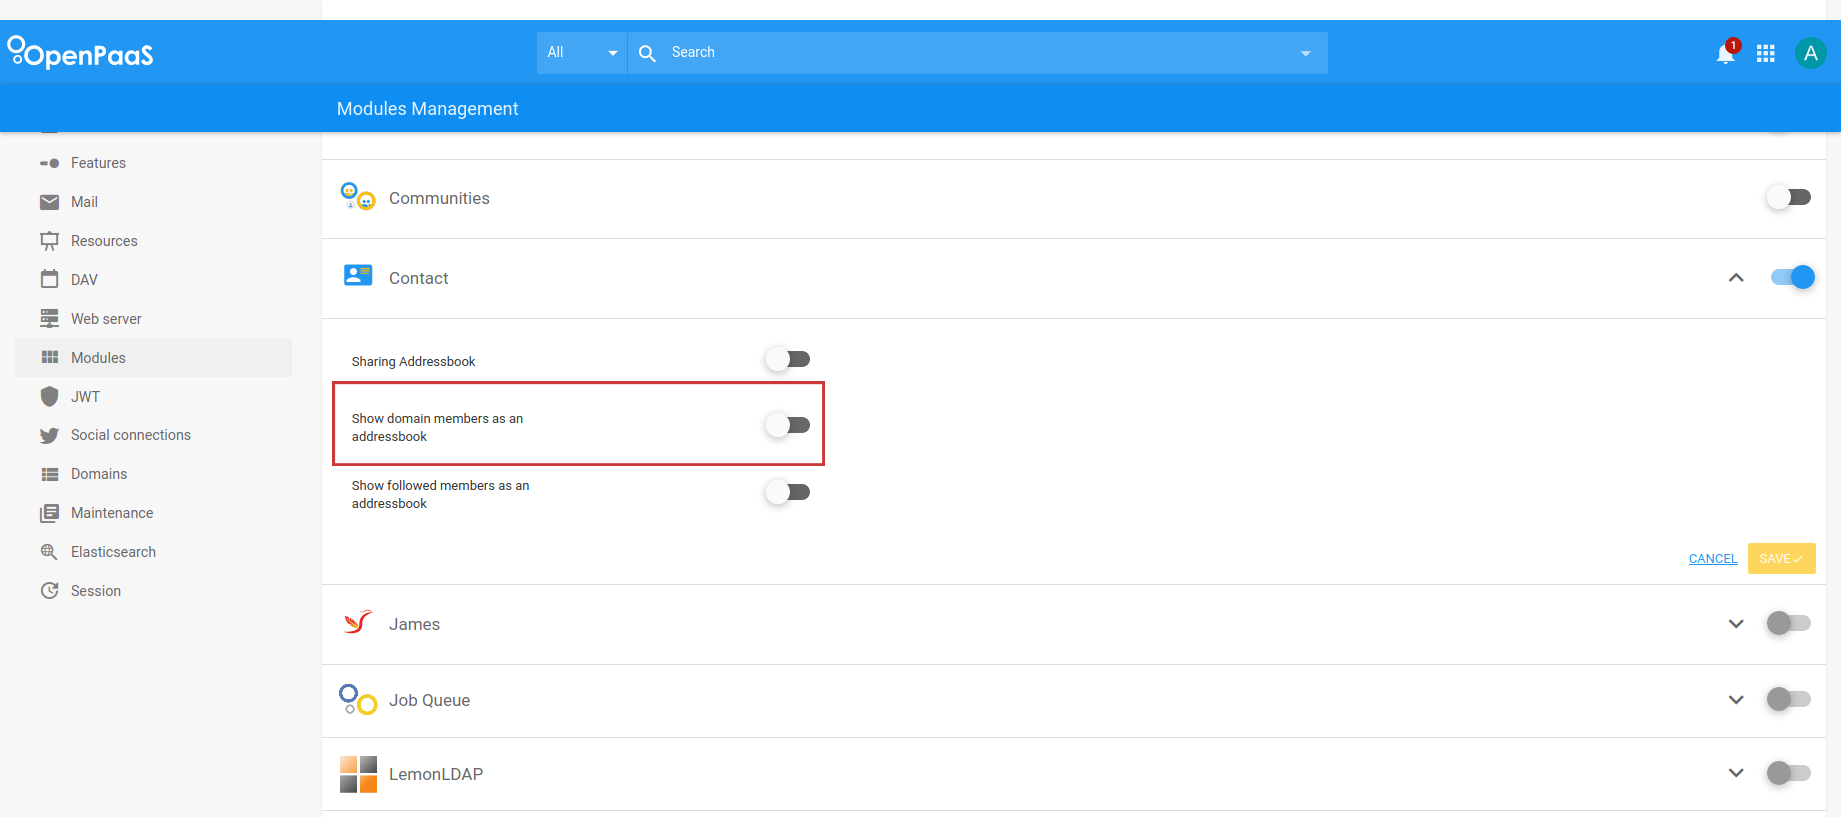 OpenPaaS
All
Search
1
A
Modules Management
Features
Mail
Resources
DAV
Web server
Modules
JWT
Social connections
Domains
Maintenance
Elasticsearch
Session
Communities
Contact
Sharing Addressbook
Show domain members as an
addressbook
Show followed members as an
addressbook
CANCEL
SAVE
James
Job Queue
LemonLDAP